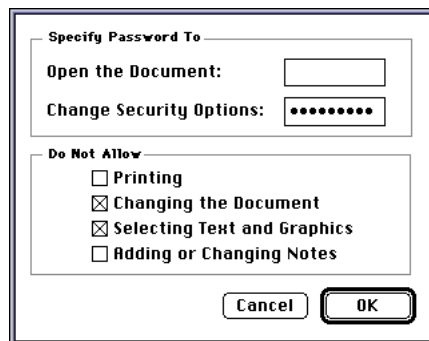 Specify Password To
Open the Document:
Change Security Options: •••••••••
Do Not Allow
Printing
Changing the Document
Selecting Text and Graphics
Adding or Changing Notes
Cancel OK